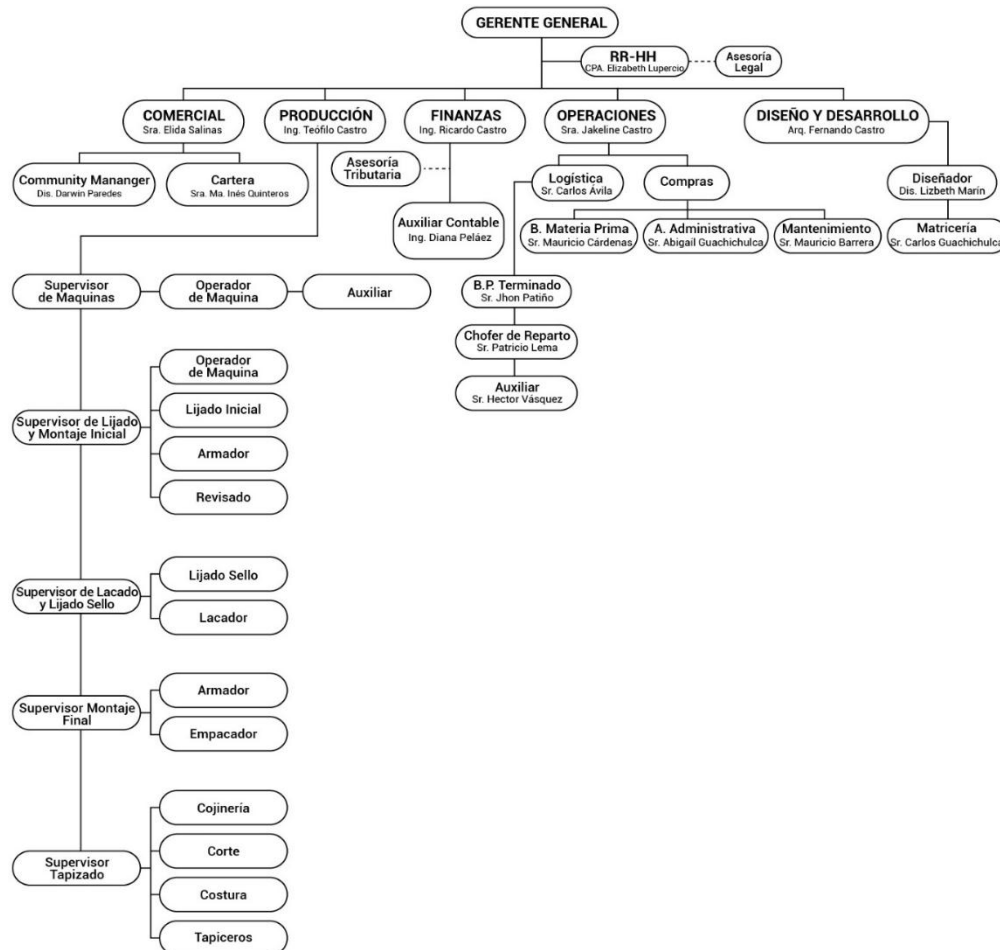 GERENTE GENERAL
RR-HH
CPA. Elizabeth Lupercio
Asesoría
Legal
COMERCIAL
Sra. Elida Salinas
PRODUCCIÓN
Ing. Teófilo Castro
FINANZAS
Ing. Ricardo Castro
OPERACIONES
Sra. Jakeline Castro
DISEÑO Y DESARROLLO
Arq. Fernando Castro
Community Mananger
Dis. Darwin Paredes
Cartera
Sra. Ma. Inés Quinteros
Asesoría
Tributaria
Auxiliar Contable
Ing. Diana Peláez
Logística
Sr. Carlos Ávila
Compras
Diseñador
Dis. Lizbeth Marín
B. Materia Prima
Sr. Mauricio Cárdenas
A. Administrativa
Sr. Abigaíl Guachichulca
Mantenimiento
Sr. Mauricio Barrera
Matricería
Sr. Carlos Guachichulca
Supervisor
de Maquinas
Operador
de Maquina
Auxiliar
B.P. Terminado
Sr. Jhon Patiño
Chofer de Reparto
Sr. Patricio Lema
Auxiliar
Sr. Hector Vásquez
Supervisor de Lijado
y Montaje Inicial
Operador
de Maquina
Lijado Inicial
Armador
Revisado
Supervisor de Lacado
y Lijado Sello
Lijado Sello
Lacador
Supervisor Montaje
Final
Armador
Empacador
Supervisor
Tapizado
Cojinería
Corte
Costura
Tapiceros